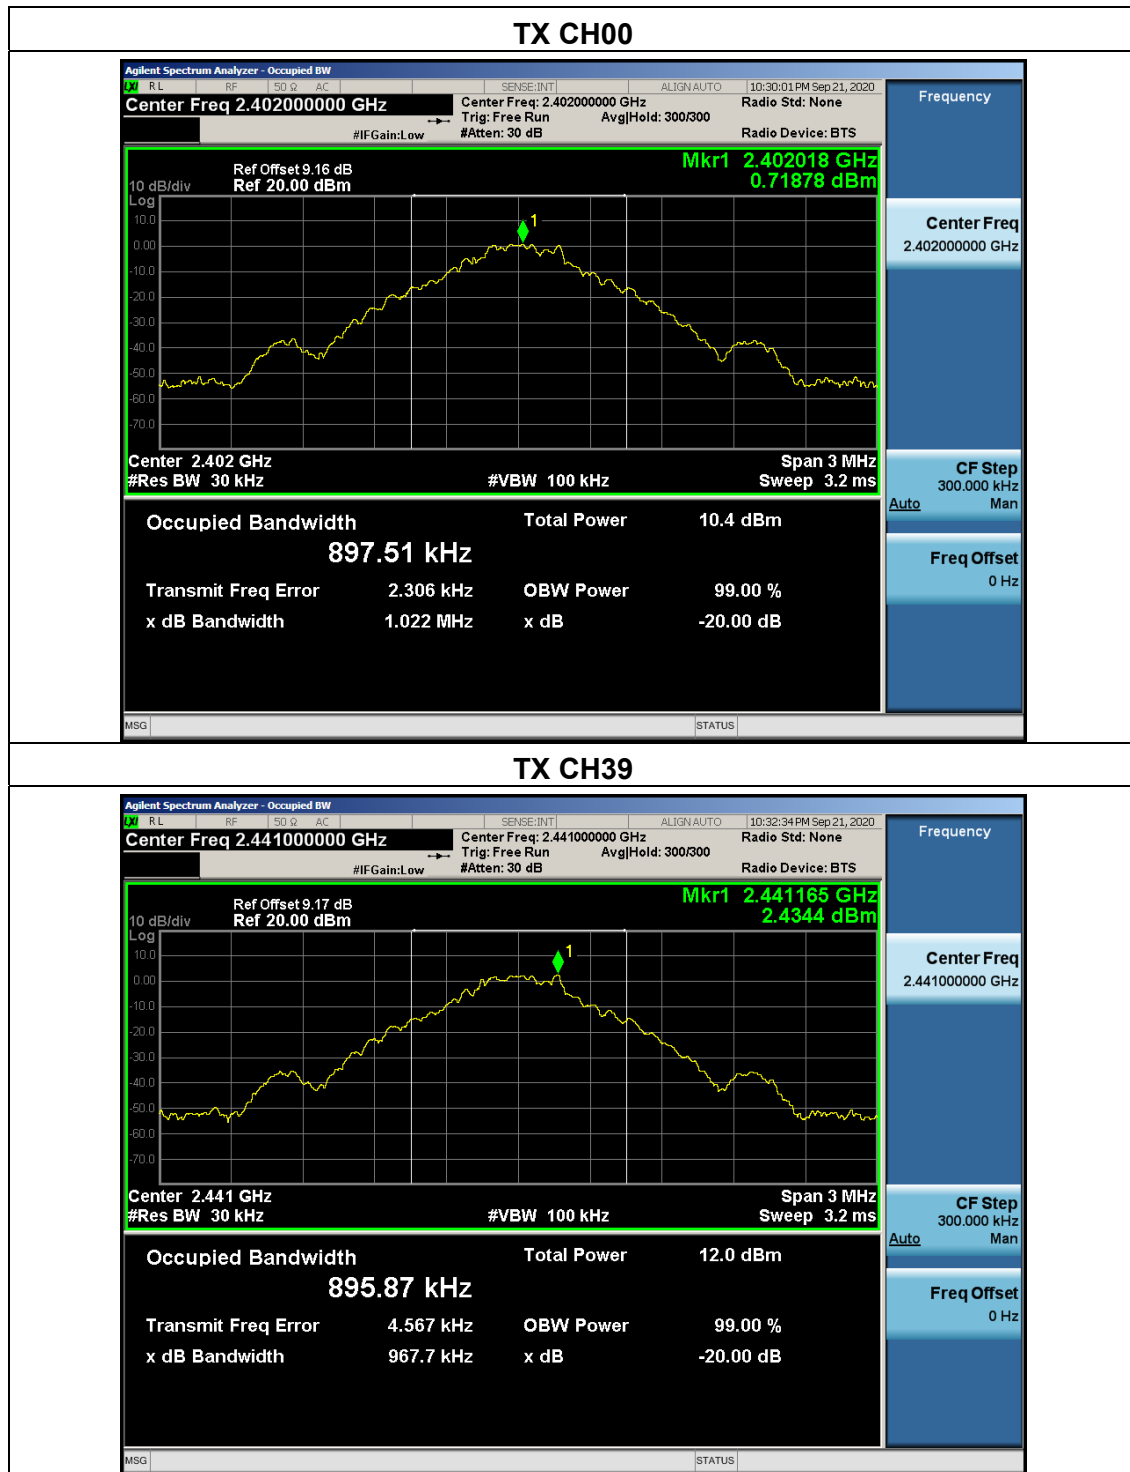 TX CH00
Agilent Spectrum Analyzer - Occupied BW
LXI RL RF 50 Ω AC SENSE:INT ALIGN AUTO 10:30:01 PM Sep 21, 2020
Center Freq 2.402000000 GHz
Center Freq: 2.402000000 GHz Radio Std: None
Trig: Free Run Avg|Hold: 300/300
#IFGain:Low #Atten: 30 dB Radio Device: BTS
Frequency
Mkr1 2.402018 GHz
0.71878 dBm
Ref Offset 9.16 dB
10 dB/div Ref 20.00 dBm
Log
10.0
0.00
-10.0
-20.0
-30.0
-40.0
-50.0
-60.0
-70.0
1
Center Freq
2.402000000 GHz
Center 2.402 GHz Span 3 MHz
#Res BW 30 kHz #VBW 100 kHz Sweep 3.2 ms
CF Step
300.000 kHz
Auto Man
Occupied Bandwidth Total Power 10.4 dBm
897.51 kHz
Transmit Freq Error 2.306 kHz OBW Power 99.00 %
x dB Bandwidth 1.022 MHz x dB -20.00 dB
Freq Offset
0 Hz
MSG STATUS
TX CH39
Agilent Spectrum Analyzer - Occupied BW
LXI RL RF 50 Ω AC SENSE:INT ALIGN AUTO 10:32:34 PM Sep 21, 2020
Center Freq 2.441000000 GHz
Center Freq: 2.441000000 GHz Radio Std: None
Trig: Free Run Avg|Hold: 300/300
#IFGain:Low #Atten: 30 dB Radio Device: BTS
Frequency
Mkr1 2.441165 GHz
2.4344 dBm
Ref Offset 9.17 dB
10 dB/div Ref 20.00 dBm
Log
10.0
0.00
-10.0
-20.0
-30.0
-40.0
-50.0
-60.0
-70.0
1
Center Freq
2.441000000 GHz
Center 2.441 GHz Span 3 MHz
#Res BW 30 kHz #VBW 100 kHz Sweep 3.2 ms
CF Step
300.000 kHz
Auto Man
Occupied Bandwidth Total Power 12.0 dBm
895.87 kHz
Transmit Freq Error 4.567 kHz OBW Power 99.00 %
x dB Bandwidth 967.7 kHz x dB -20.00 dB
Freq Offset
0 Hz
MSG STATUS